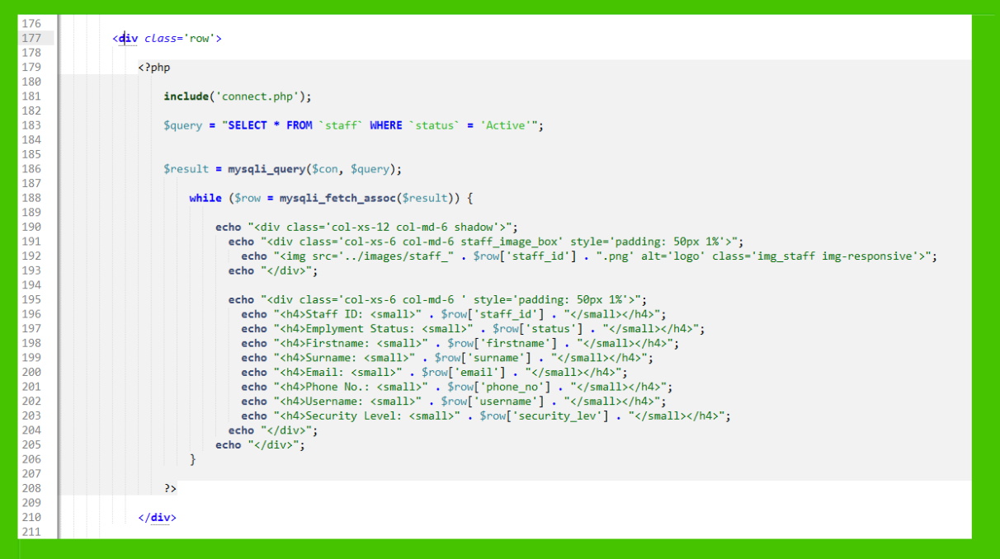 176
177 <div class='row'>
178
179 <?php
180
181 include('connect.php');
182
183 $query = "SELECT * FROM `staff` WHERE `status` = 'Active'";
184
185
186 $result = mysqli_query($con, $query);
187
188 while ($row = mysqli_fetch_assoc($result)) {
189
190 echo "<div class='col-xs-12 col-md-6 shadow'>";
191 echo "<div class='col-xs-6 col-md-6 staff_image_box' style='padding: 50px 1%'>";
192 echo "<img src='../images/staff_" . $row['staff_id'] . ".png' alt='logo' class='img_staff img-responsive'>";
193 echo "</div>";
194
195 echo "<div class='col-xs-6 col-md-6 ' style='padding: 50px 1%'>";
196 echo "<h4>Staff ID: <small>" . $row['staff_id'] . "</small></h4>";
197 echo "<h4>Emplyment Status: <small>" . $row['status'] . "</small></h4>";
198 echo "<h4>Firstname: <small>" . $row['firstname'] . "</small></h4>";
199 echo "<h4>Surname: <small>" . $row['surname'] . "</small></h4>";
200 echo "<h4>Email: <small>" . $row['email'] . "</small></h4>";
201 echo "<h4>Phone No.: <small>" . $row['phone_no'] . "</small></h4>";
202 echo "<h4>Username: <small>" . $row['username'] . "</small></h4>";
203 echo "<h4>Security Level: <small>" . $row['security_lev'] . "</small></h4>";
204 echo "</div>";
205 echo "</div>";
206 }
207
208 ?>
209
210 </div>
211